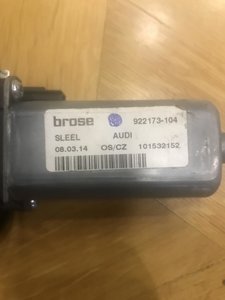 brose 922173-104
SLEEL AUDI
08.03.14 OS/CZ 101532152